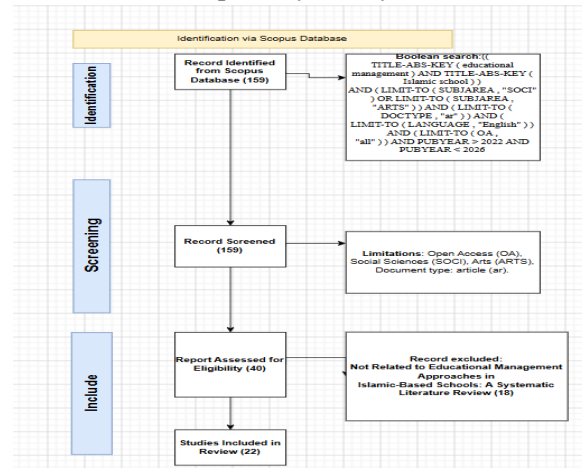 Identification via Scopus Database
Identification
Record Identified
from Scopus
Database (159)
Boolean search:((
TITLE-ABS-KEY ( educational
management ) AND TITLE-ABS-KEY (
Islamic school ) )
AND ( LIMIT-TO ( SUBJAREA , "SOCI"
) OR LIMIT-TO ( SUBJAREA ,
"ARTS" ) ) AND ( LIMIT-TO (
DOCTYPE , "ar" ) ) AND (
LIMIT-TO ( LANGUAGE , "English" ) )
AND ( LIMIT-TO ( OA ,
"all" ) ) AND PUBYEAR > 2022 AND
PUBYEAR < 2026
Screening
Record Screened
(159)
Limitations: Open Access (OA),
Social Sciences (SOCI), Arts (ARTS),
Document type: article (ar).
Include
Report Assessed for
Eligibility (40)
Record excluded:
Not Related to Educational Management
Approaches in
Islamic-Based Schools: A Systematic
Literature Review (18)
Studies Included in
Review (22)